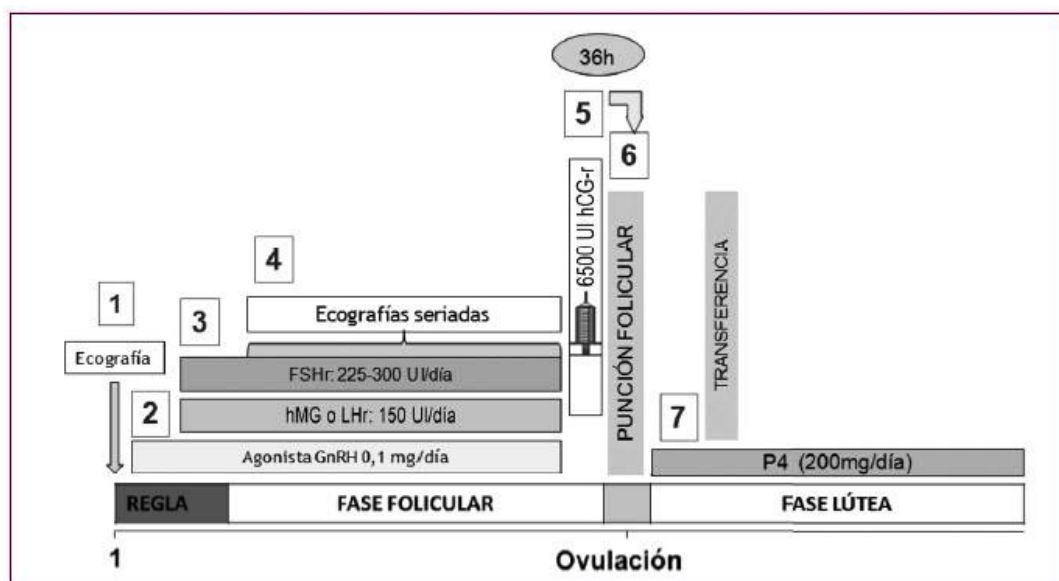 36h
5
6
6500 UI hCG-r
PUNCIÓN FOLICULAR
TRANSFERENCIA
4
1
3
Ecografías seriadas
Ecografía
FSHr: 225-300 UI/día
2
hMG o LHr: 150 UI/día
7
Agonista GnRH 0,1 mg/día
P4 (200mg/día)
REGLA
FASE FOLICULAR
FASE LÚTEA
1
Ovulación